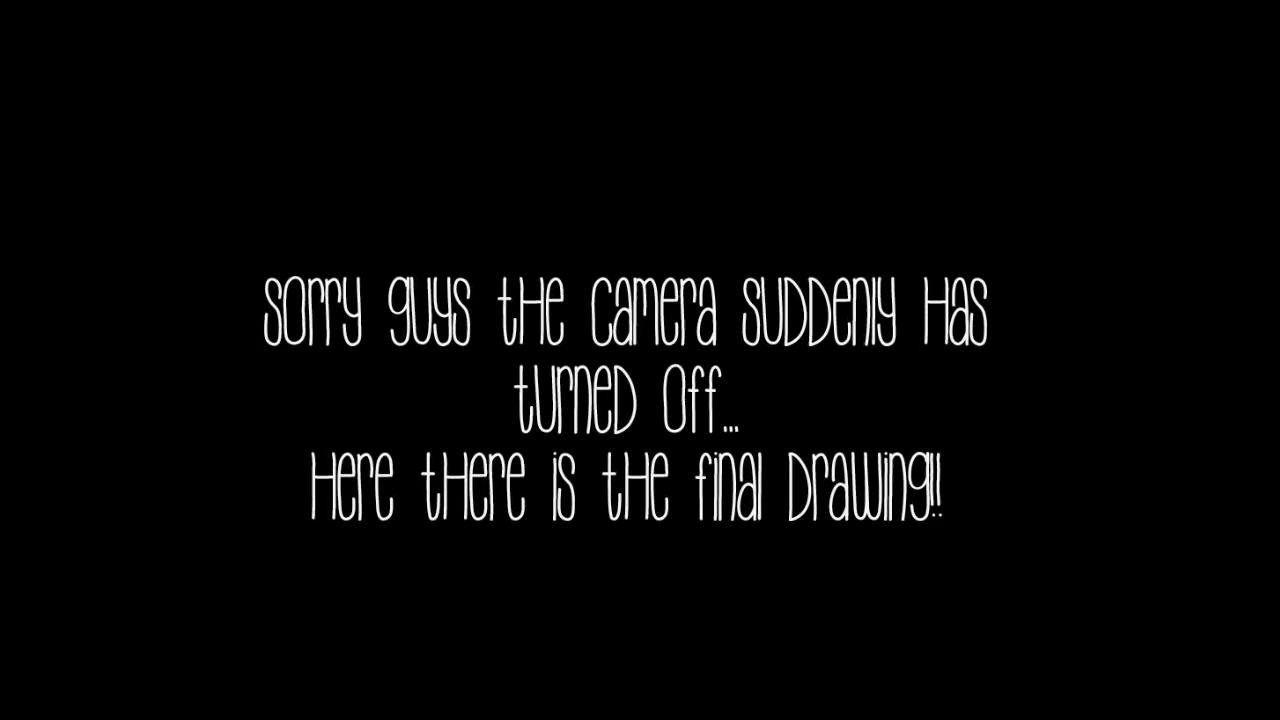 Sorry guys the camera suddenly has
turned off...
Here there is the final drawing!!